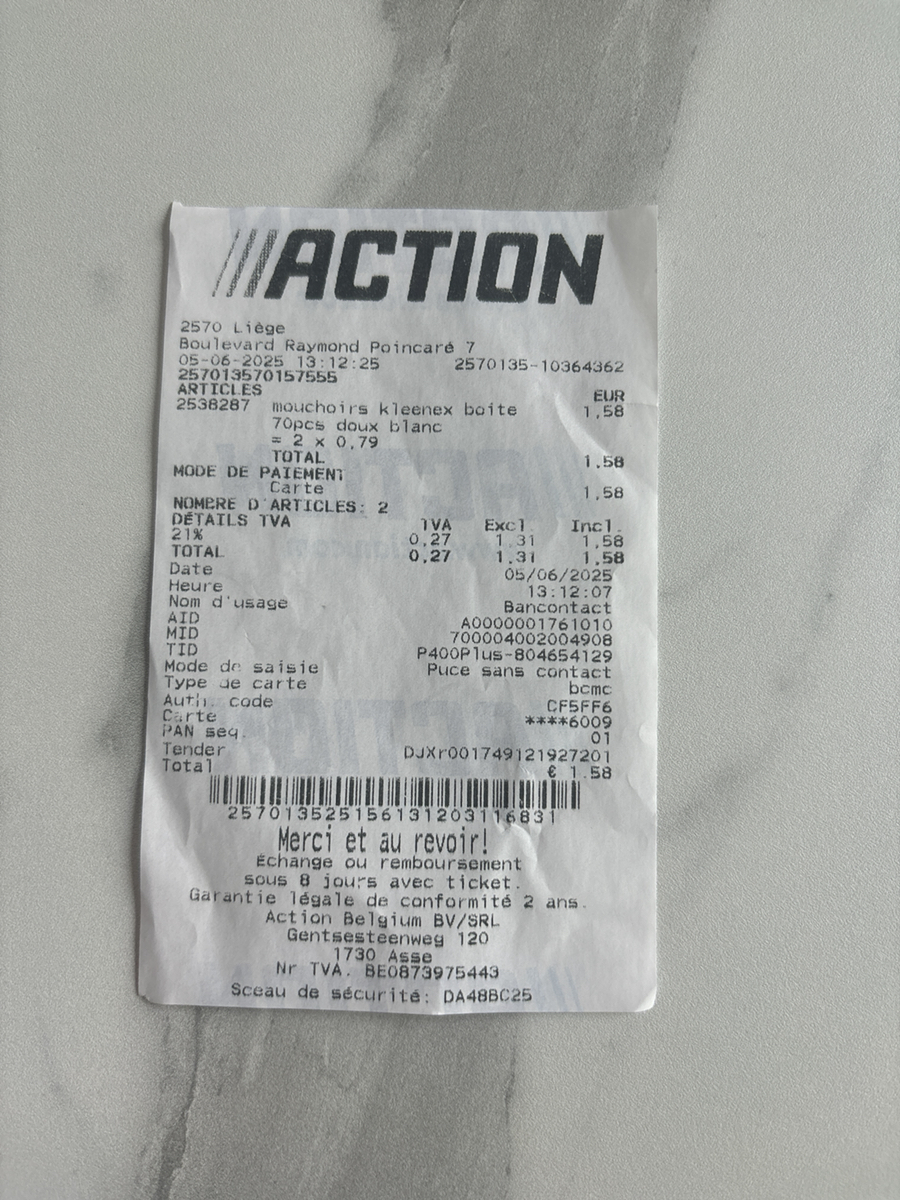 ///ACTION
2570 Liège
Boulevard Raymond Poincaré 7
05-06-2025 13:12:25 2570135-10364362
257013570157555
ARTICLES EUR
2538287 mouchoirs kleenex boite 1,58
70pcs doux blanc
= 2 x 0,79
TOTAL 1,58
MODE DE PAIEMENT
Carte 1,58
NOMBRE D'ARTICLES: 2
DÉTAILS TVA TVA Excl. Incl.
21% 0,27 1,31 1,58
TOTAL 0,27 1,31 1,58
Date 05/06/2025
Heure 13:12:07
Nom d'usage Bancontact
AID A0000001761010
MID 700004002004908
TID P400Plus-804654129
Mode de saisie Puce sans contact
Type de carte bcmc
Auth. code CF5FF6
Carte ****6009
PAN seq. 01
Tender DJXr001749121927201
Total € 1.58
2570135251561312031 16831
Merci et au revoir!
Échange ou remboursement
sous 8 jours avec ticket.
Garantie légale de conformité 2 ans.
Action Belgium BV/SRL
Gentsesteenweg 120
1730 Asse
Nr TVA. BE0873975443
Sceau de sécurité: DA48BC25